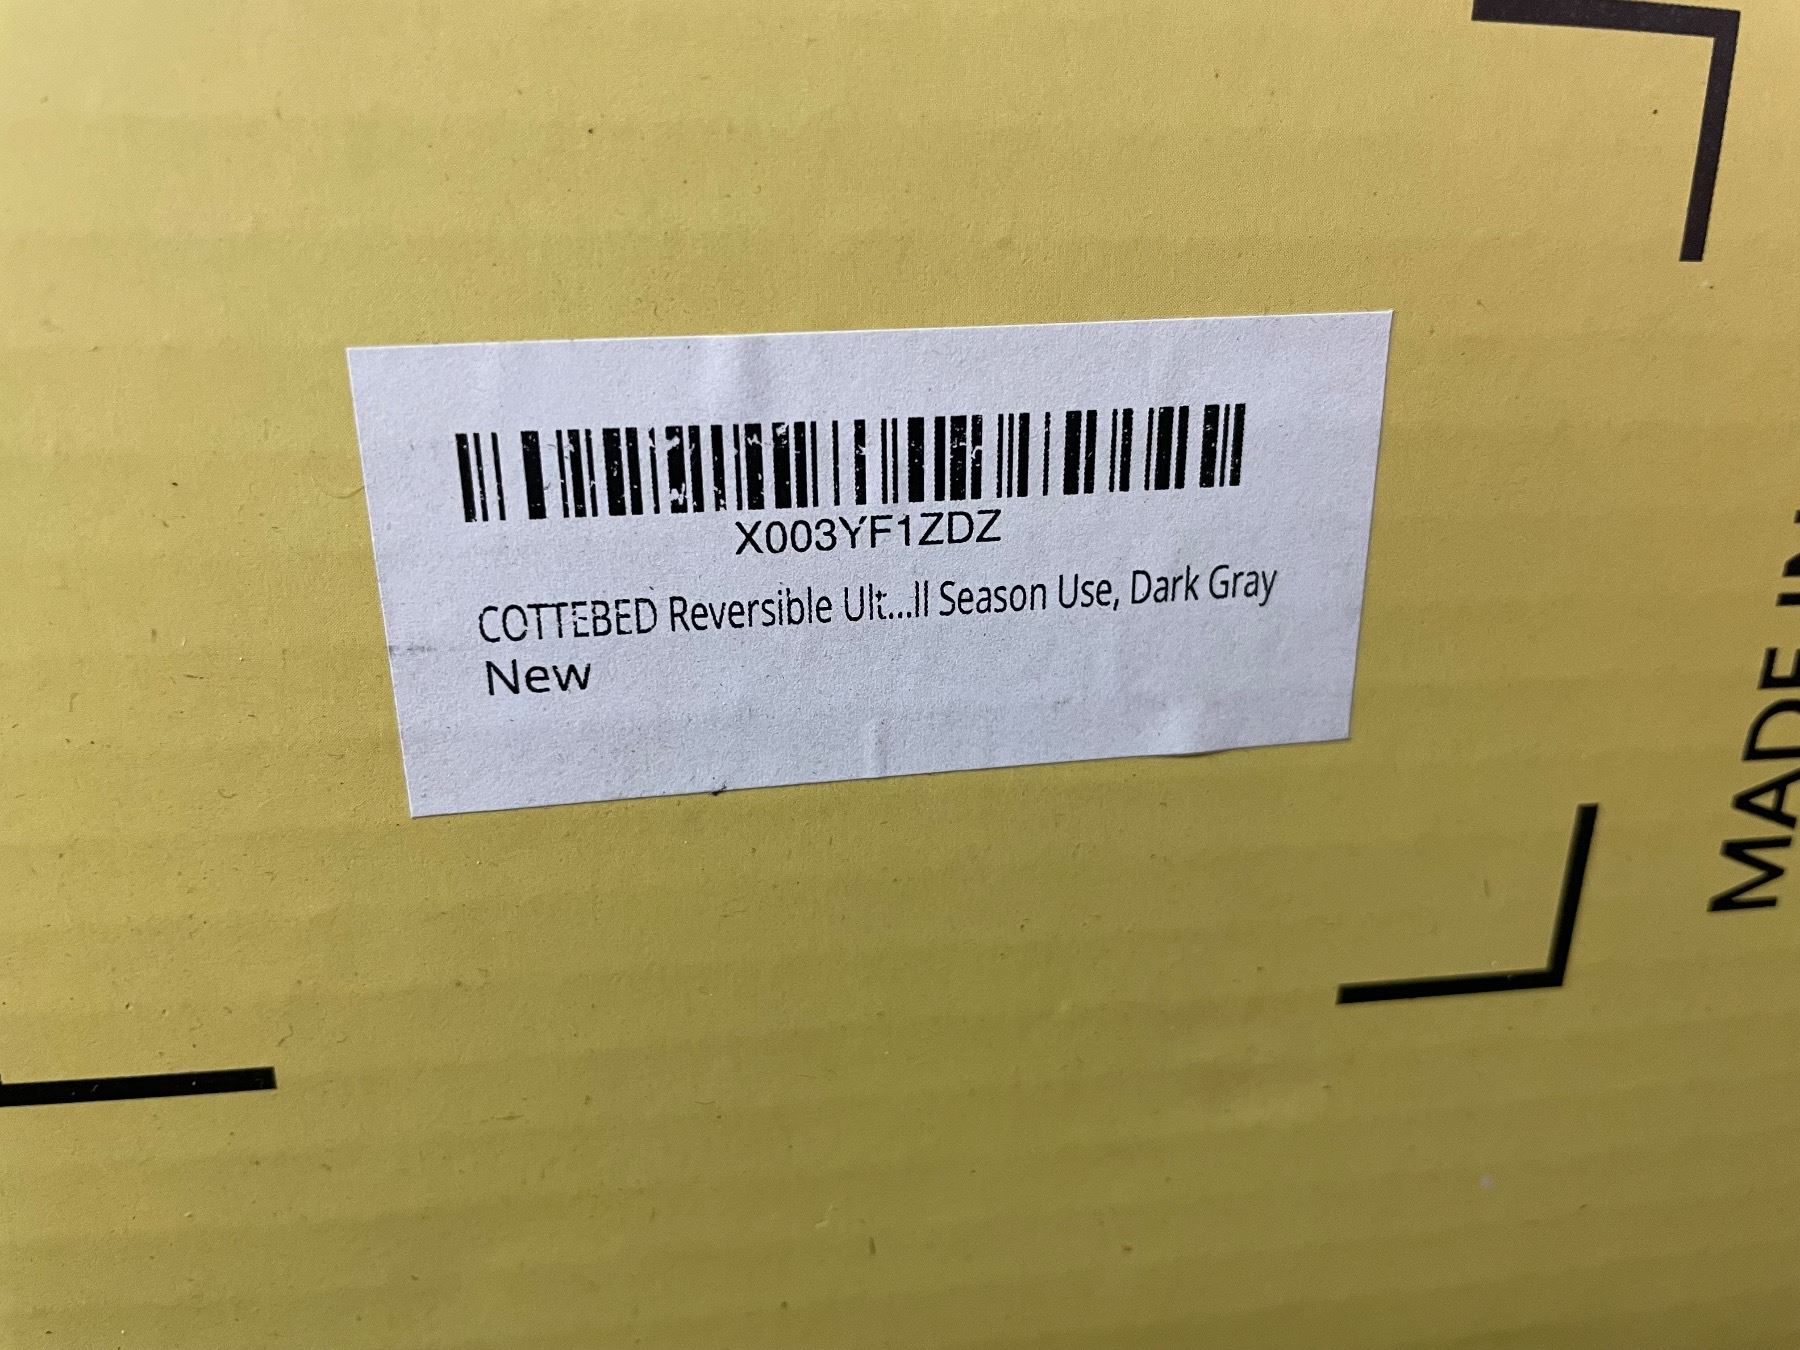 X003YF1ZDZ
COTTEBED Reversible Ult...ll Season Use, Dark Gray
New
MADE IN